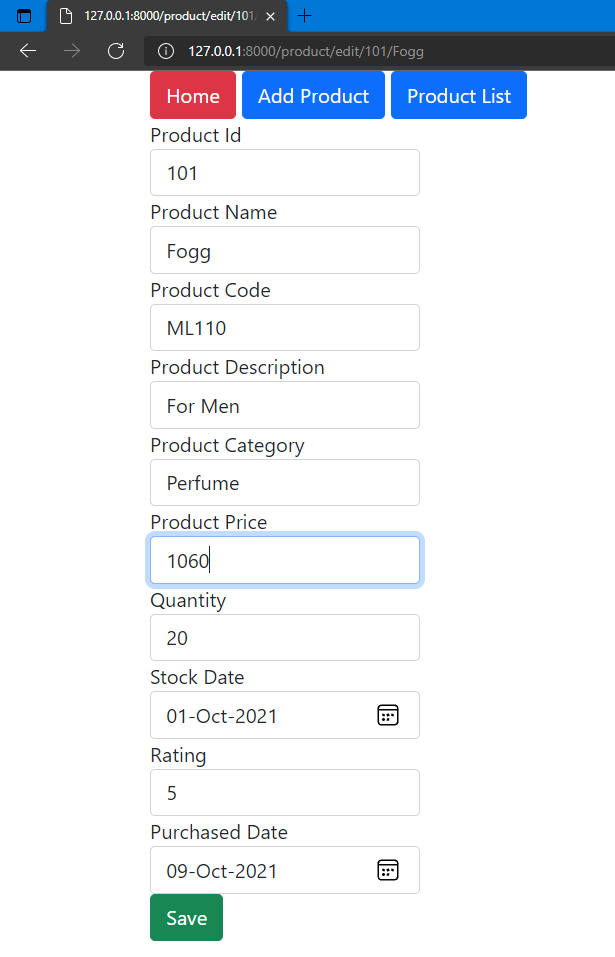 127.0.0.1:8000/product/edit/101/
127.0.0.1:8000/product/edit/101/Fogg
Home Add Product Product List
Product Id
101
Product Name
Fogg
Product Code
ML110
Product Description
For Men
Product Category
Perfume
Product Price
1060
Quantity
20
Stock Date
01-Oct-2021
Rating
5
Purchased Date
09-Oct-2021
Save